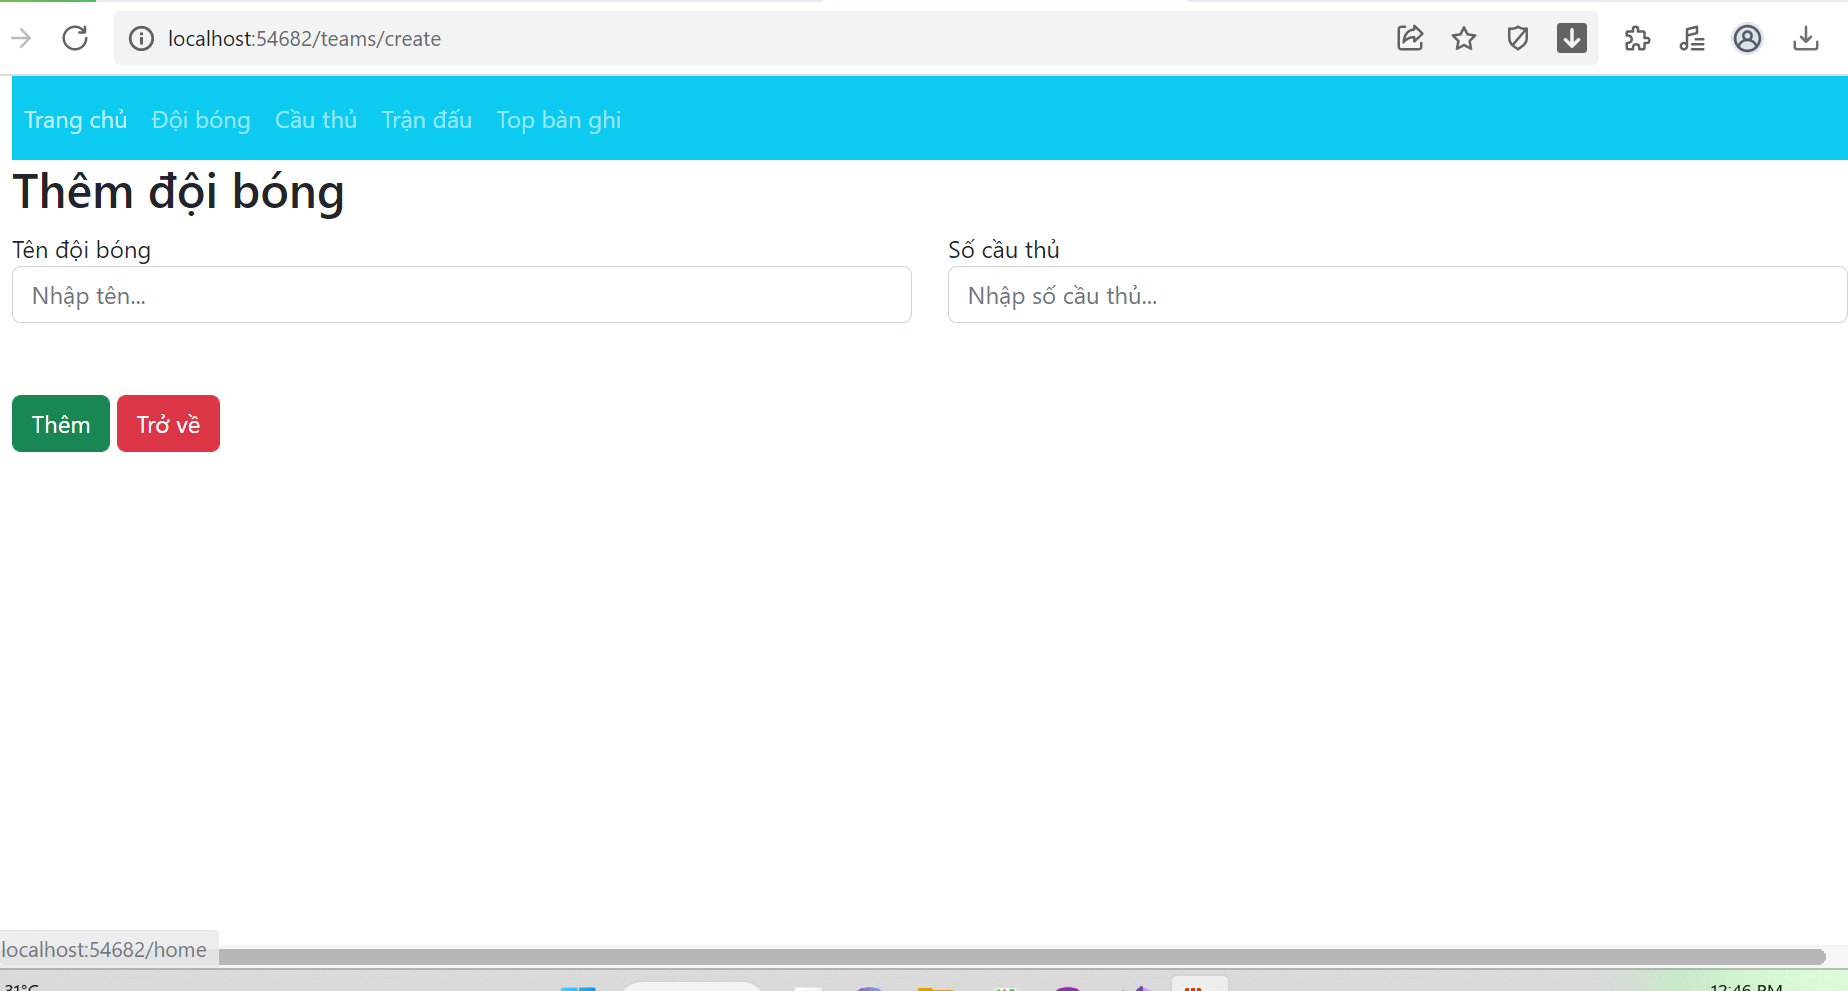 localhost:54682/teams/create
Trang chủ Đội bóng Cầu thủ Trận đấu Top bàn ghi
Thêm đội bóng
Tên đội bóng Số cầu thủ
Nhập tên... Nhập số cầu thủ...
Thêm Trở về
localhost:54682/home
31°C 12:46 PM